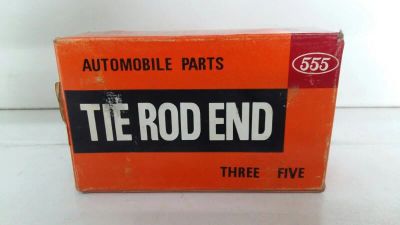 AUTOMOBILE PARTS
555
TIE ROD END
THREE FIVE